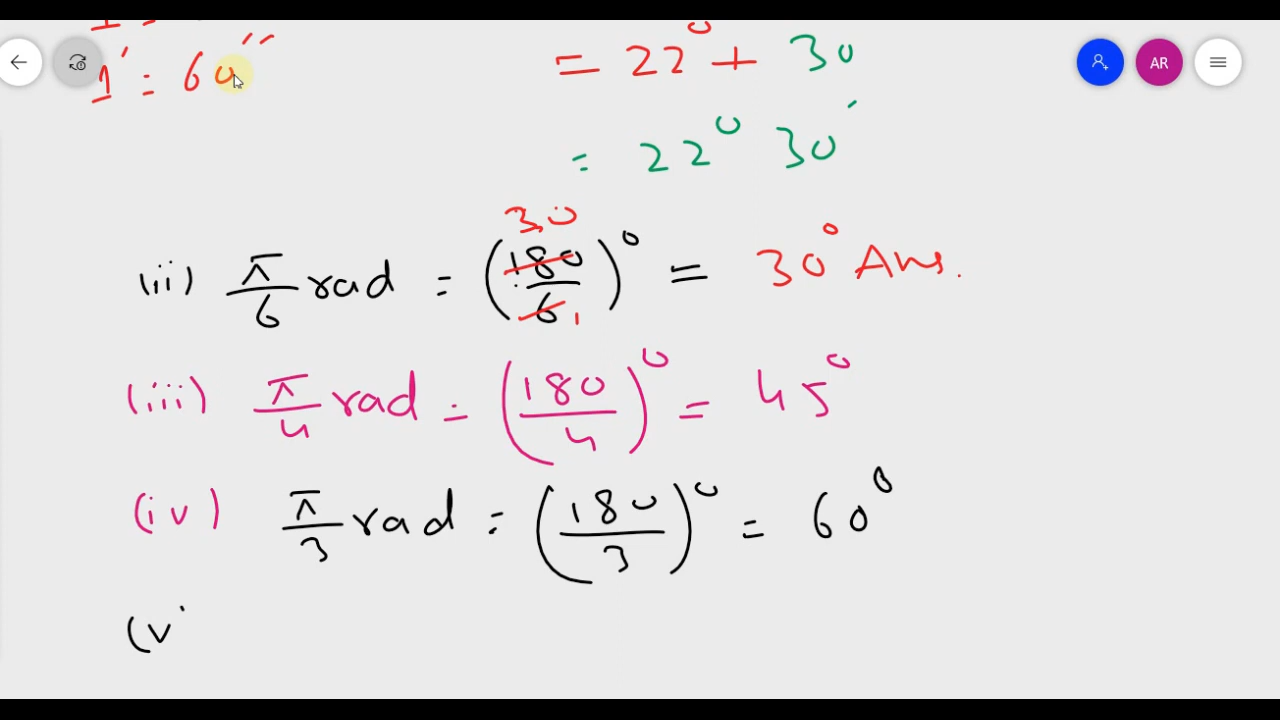 1' = 60''
= 22° + 30
= 22° 30'
(ii) π/6 rad = (180/6)° = 30° Ans.
30
1
(iii) π/4 rad = (180/4)° = 45°
(iv) π/3 rad = (180/3)° = 60°
(v
AR